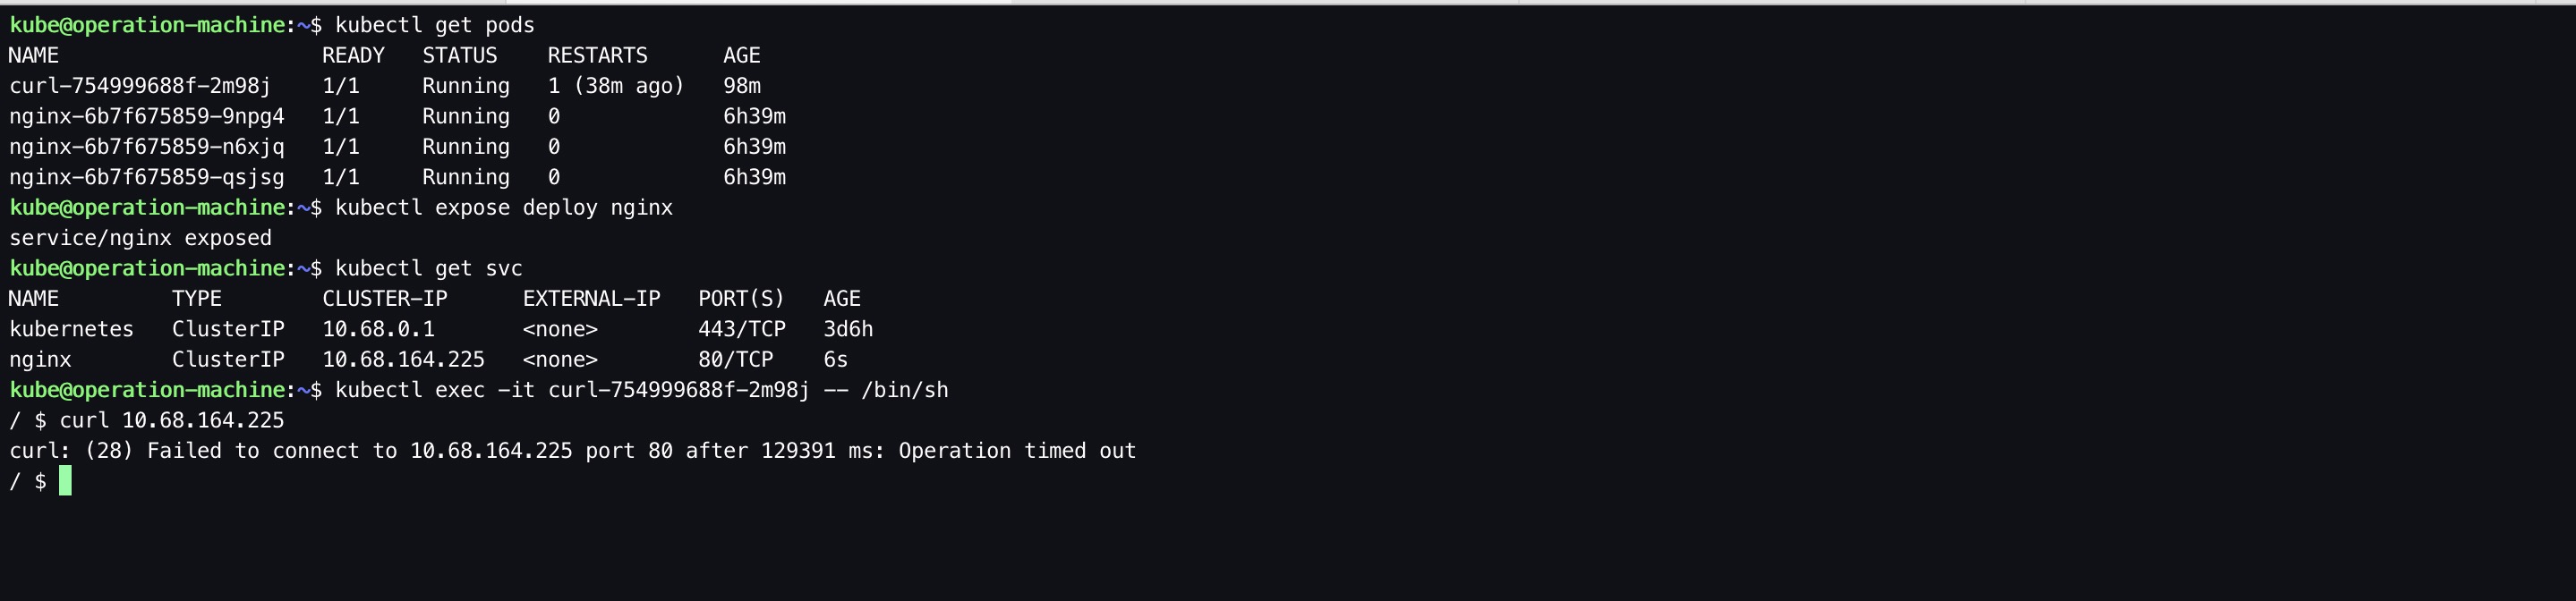 kube@operation-machine:~$ kubectl get pods
NAME                     READY   STATUS    RESTARTS      AGE
curl-754999688f-2m98j    1/1     Running   1 (38m ago)   98m
nginx-6b7f675859-9npg4   1/1     Running   0             6h39m
nginx-6b7f675859-n6xjq   1/1     Running   0             6h39m
nginx-6b7f675859-qsjsg   1/1     Running   0             6h39m
kube@operation-machine:~$ kubectl expose deploy nginx
service/nginx exposed
kube@operation-machine:~$ kubectl get svc
NAME         TYPE        CLUSTER-IP      EXTERNAL-IP   PORT(S)   AGE
kubernetes   ClusterIP   10.68.0.1       <none>        443/TCP   3d6h
nginx        ClusterIP   10.68.164.225   <none>        80/TCP    6s
kube@operation-machine:~$ kubectl exec -it curl-754999688f-2m98j -- /bin/sh
/ $ curl 10.68.164.225
curl: (28) Failed to connect to 10.68.164.225 port 80 after 129391 ms: Operation timed out
/ $